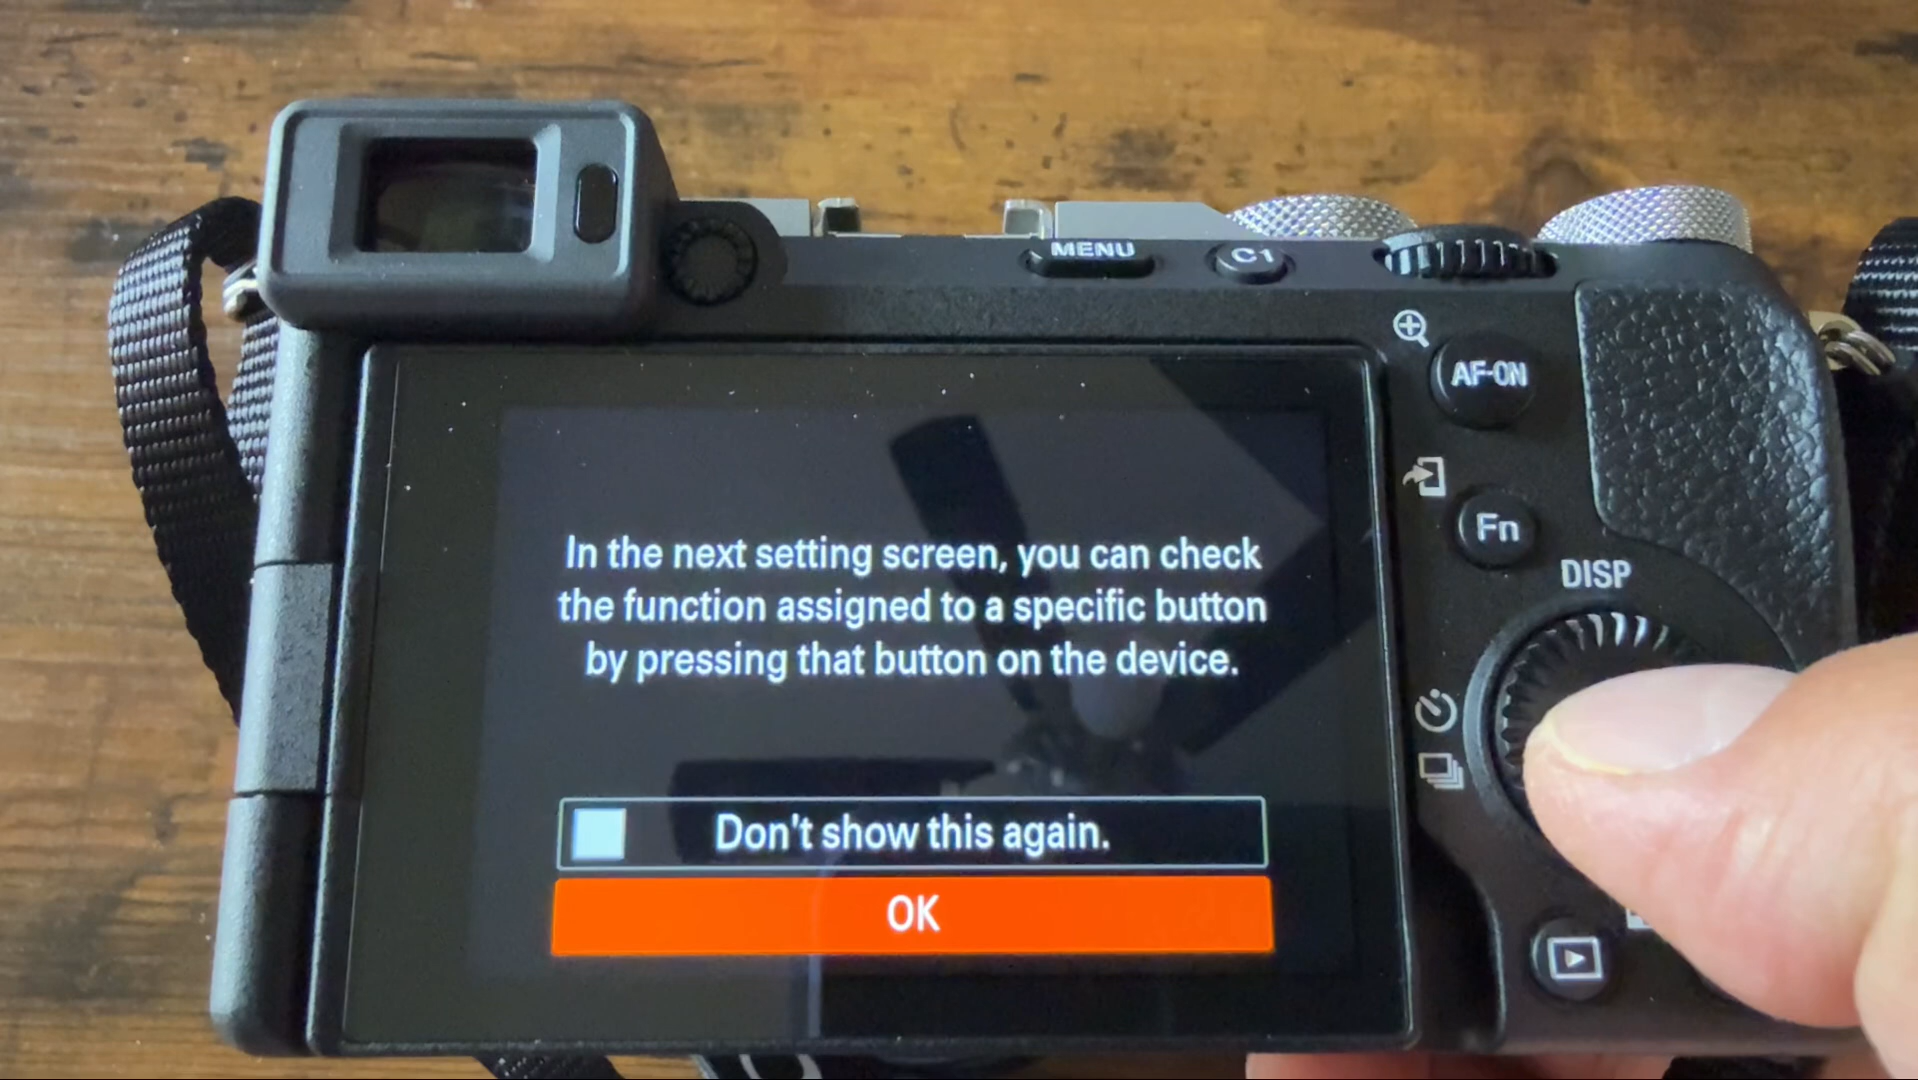 MENU
C1
AF-ON
Fn
DISP
In the next setting screen, you can check
the function assigned to a specific button
by pressing that button on the device.
Don't show this again.
OK